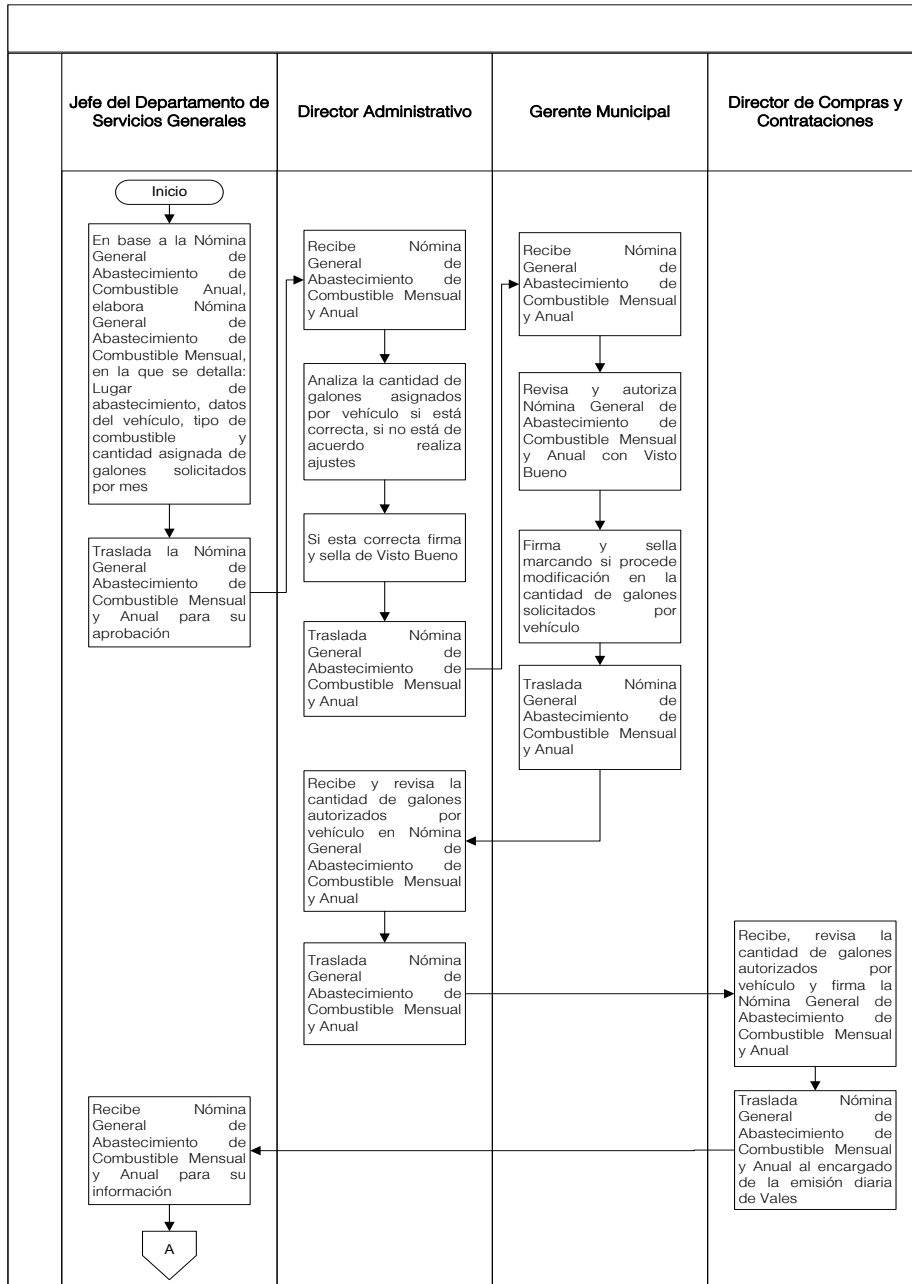 Jefe del Departamento de
Servicios Generales
Director Administrativo
Gerente Municipal
Director de Compras y
Contrataciones
Inicio
En base a la Nómina
General de
Abastecimiento de
Combustible Anual,
elabora Nómina
General de
Abastecimiento de
Combustible Mensual,
en la que se detalla:
Lugar de
abastecimiento, datos
del vehículo, tipo de
combustible y
cantidad asignada de
galones solicitados
por mes
Traslada la Nómina
General de
Abastecimiento de
Combustible Mensual
y Anual para su
aprobación
Recibe Nómina
General de
Abastecimiento de
Combustible Mensual
y Anual
Analiza la cantidad de
galones asignados
por vehículo si está
correcta, si no está de
acuerdo realiza
ajustes
Si esta correcta firma
y sella de Visto Bueno
Traslada Nómina
General de
Abastecimiento de
Combustible Mensual
y Anual
Recibe Nómina
General de
Abastecimiento de
Combustible Mensual
y Anual
Revisa y autoriza
Nómina General de
Abastecimiento de
Combustible Mensual
y Anual con Visto
Bueno
Firma y sella
marcando si procede
modificación en la
cantidad de galones
solicitados por
vehículo
Traslada Nómina
General de
Abastecimiento de
Combustible Mensual
y Anual
Recibe y revisa la
cantidad de galones
autorizados por
vehículo en Nómina
General de
Abastecimiento de
Combustible Mensual
y Anual
Traslada Nómina
General de
Abastecimiento de
Combustible Mensual
y Anual
Recibe, revisa la
cantidad de galones
autorizados por
vehículo y firma la
Nómina General de
Abastecimiento de
Combustible Mensual
y Anual
Traslada Nómina
General de
Abastecimiento de
Combustible Mensual
y Anual al encargado
de la emisión diaria
de Vales
Recibe Nómina
General de
Abastecimiento de
Combustible Mensual
y Anual para su
información
A